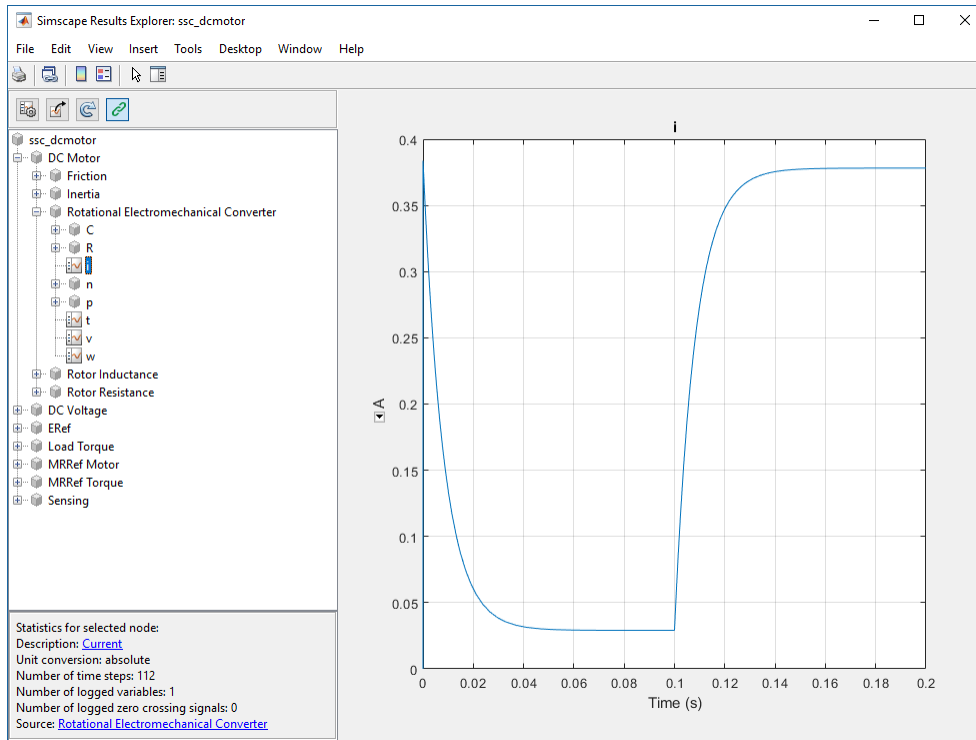 Simscape Results Explorer: ssc_dcmotor
File Edit View Insert Tools Desktop Window Help
ssc_dcmotor
DC Motor
Friction
Inertia
Rotational Electromechanical Converter
C
R
i
n
p
t
v
w
Rotor Inductance
Rotor Resistance
DC Voltage
ERef
Load Torque
MRRef Motor
MRRef Torque
Sensing
Statistics for selected node:
Description: Current
Unit conversion: absolute
Number of time steps: 112
Number of logged variables: 1
Number of logged zero crossing signals: 0
Source: Rotational Electromechanical Converter
i
0.4
0.35
0.3
0.25
0.2
0.15
0.1
0.05
0
A
0 0.02 0.04 0.06 0.08 0.1 0.12 0.14 0.16 0.18 0.2
Time (s)